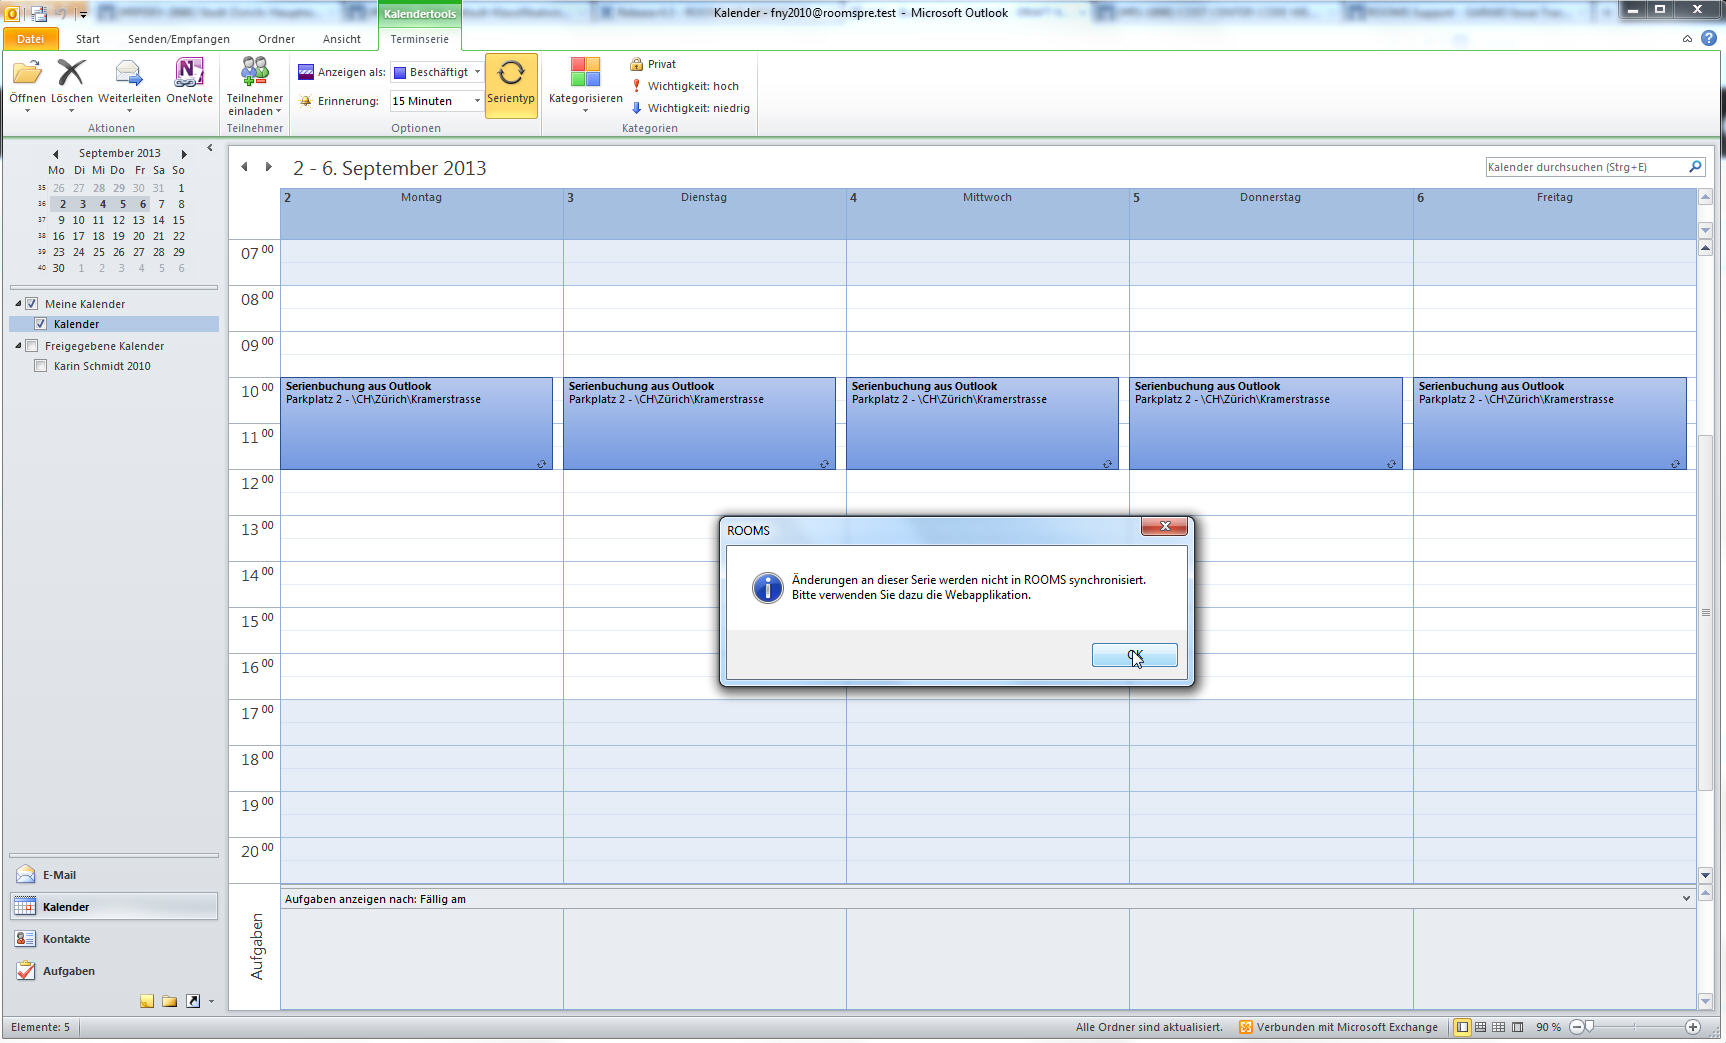 Kalendertools
Kalender - fny2010@roomspre.test - Microsoft Outlook
Datei Start Senden/Empfangen Ordner Ansicht Terminserie
Öffnen Löschen Weiterleiten OneNote
Aktionen
Teilnehmer
einladen
Teilnehmer
Anzeigen als: Beschäftigt
Erinnerung: 15 Minuten
Serientyp
Optionen
Kategorisieren
Privat
Wichtigkeit: hoch
Wichtigkeit: niedrig
Kategorien
September 2013
Mo Di Mi Do Fr Sa So
35 26 27 28 29 30 31 1
36 2 3 4 5 6 7 8
37 9 10 11 12 13 14 15
38 16 17 18 19 20 21 22
39 23 24 25 26 27 28 29
40 30 1 2 3 4 5 6
Meine Kalender
Kalender
Freigegebene Kalender
Karin Schmidt 2010
E-Mail
Kalender
Kontakte
Aufgaben
2 - 6. September 2013
Kalender durchsuchen (Strg+E)
2 Montag 3 Dienstag 4 Mittwoch 5 Donnerstag 6 Freitag
07 00
08 00
09 00
10 00
11 00
12 00
13 00
14 00
15 00
16 00
17 00
18 00
19 00
20 00
Serienbuchung aus Outlook
Parkplatz 2 - \CH\Zürich\Kramerstrasse
Serienbuchung aus Outlook
Parkplatz 2 - \CH\Zürich\Kramerstrasse
Serienbuchung aus Outlook
Parkplatz 2 - \CH\Zürich\Kramerstrasse
Serienbuchung aus Outlook
Parkplatz 2 - \CH\Zürich\Kramerstrasse
Serienbuchung aus Outlook
Parkplatz 2 - \CH\Zürich\Kramerstrasse
ROOMS
Änderungen an dieser Serie werden nicht in ROOMS synchronisiert.
Bitte verwenden Sie dazu die Webapplikation.
OK
Aufgaben
Aufgaben anzeigen nach: Fällig am
Elemente: 5
Alle Ordner sind aktualisiert. Verbunden mit Microsoft Exchange 90 %